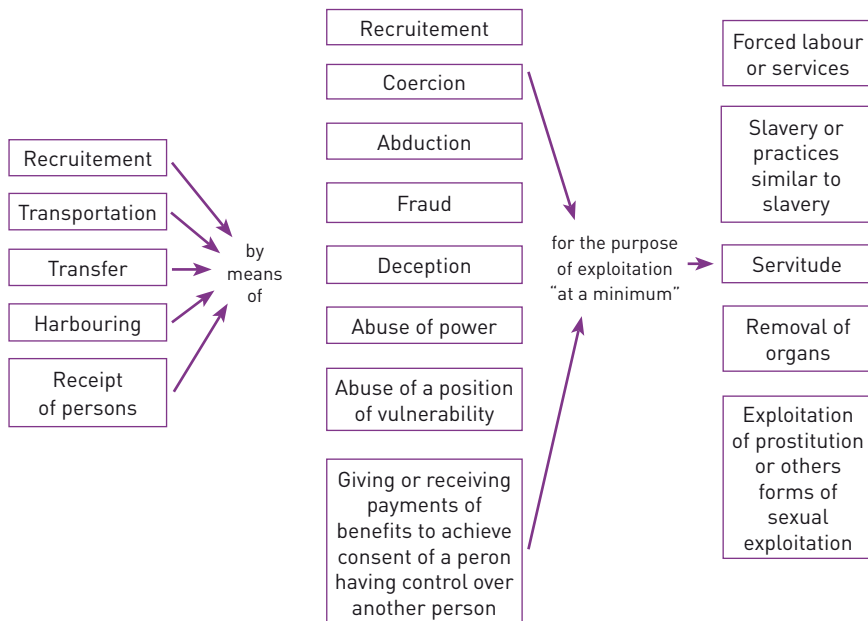 Recruitement
Transportation
Transfer
Harbouring
Receipt
of persons
by
means
of
Recruitement
Coercion
Abduction
Fraud
Deception
Abuse of power
Abuse of a position
of vulnerability
Giving or receiving
payments of
benefits to achieve
consent of a peron
having control over
another person
for the purpose
of exploitation
“at a minimum”
Forced labour
or services
Slavery or
practices
similar to
slavery
Servitude
Removal of
organs
Exploitation
of prostitution
or others
forms of
sexual
exploitation